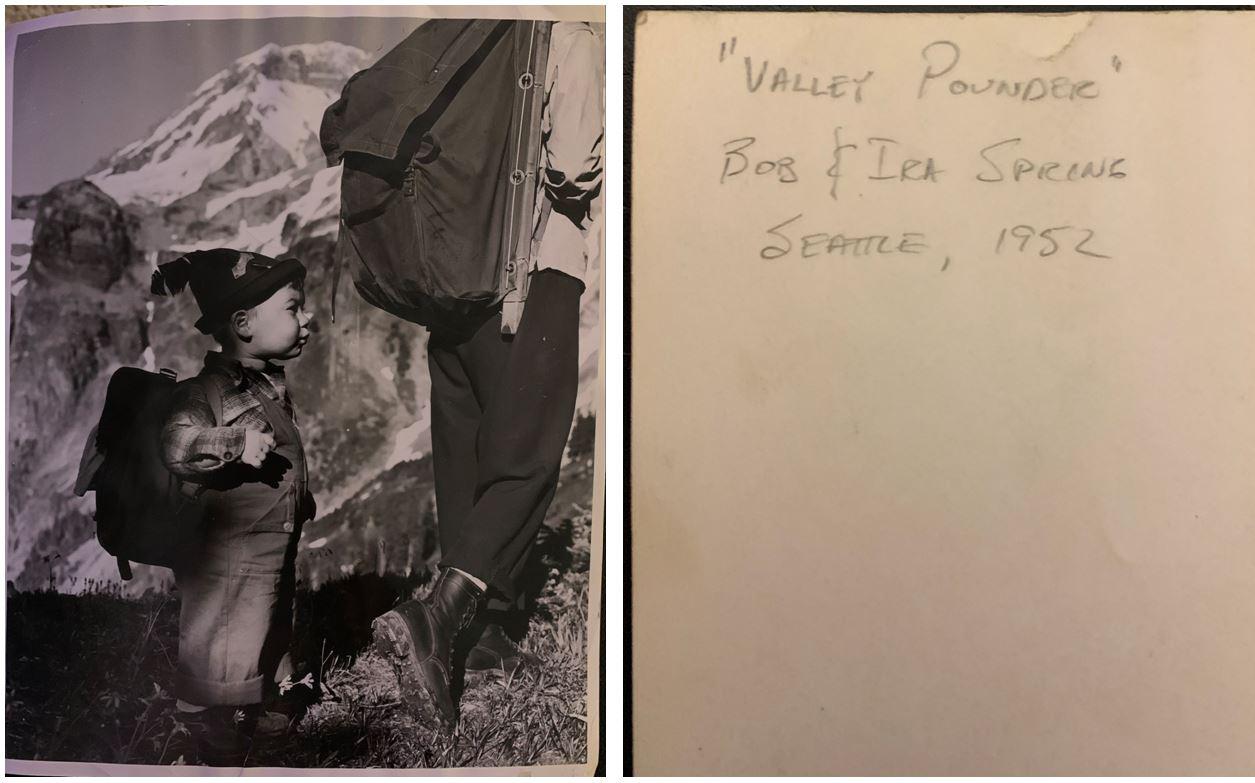 "VALLEY POUNDER"
BOB & IRA SPRING
SEATTLE, 1952